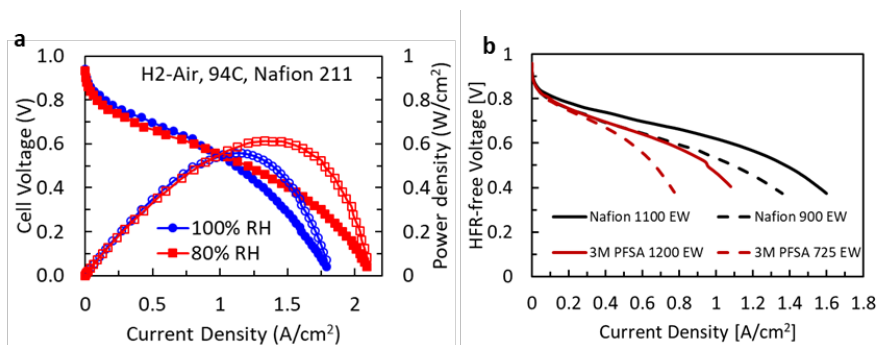 a
H2-Air, 94C, Nafion 211
Cell Voltage (V)
1.0
0.8
0.6
0.4
0.2
0.0
100% RH
80% RH
0
0.5
1
1.5
2
Current Density (A/cm²)
1
0.8
0.6
0.4
0.2
0
Power density (W/cm²)
b
HFR-free Voltage [V]
1
0.8
0.6
0.4
0.2
0
Nafion 1100 EW
Nafion 900 EW
3M PFSA 1200 EW
3M PFSA 725 EW
0
0.2
0.4
0.6
0.8
1
1.2
1.4
1.6
1.8
Current Density [A/cm²]